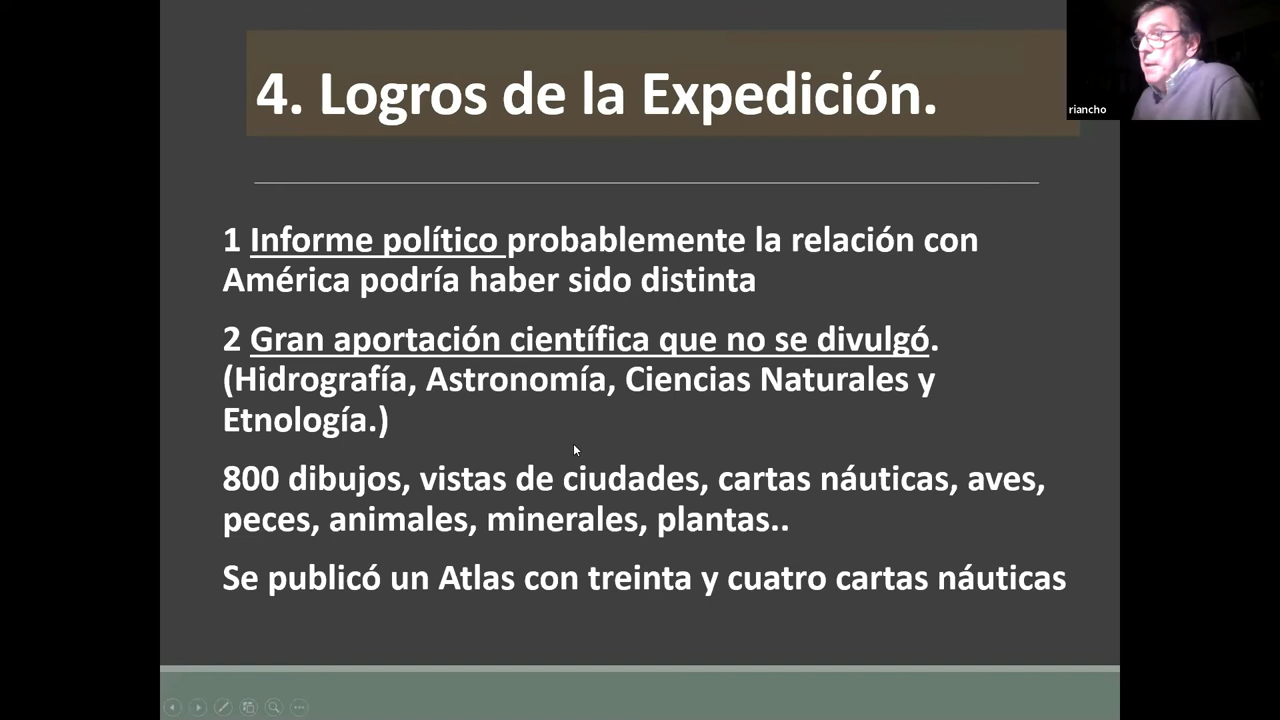 4. Logros de la Expedición.
riancho
1 Informe político probablemente la relación con
América podría haber sido distinta
2 Gran aportación científica que no se divulgó.
(Hidrografía, Astronomía, Ciencias Naturales y
Etnología.)
800 dibujos, vistas de ciudades, cartas náuticas, aves,
peces, animales, minerales, plantas..
Se publicó un Atlas con treinta y cuatro cartas náuticas